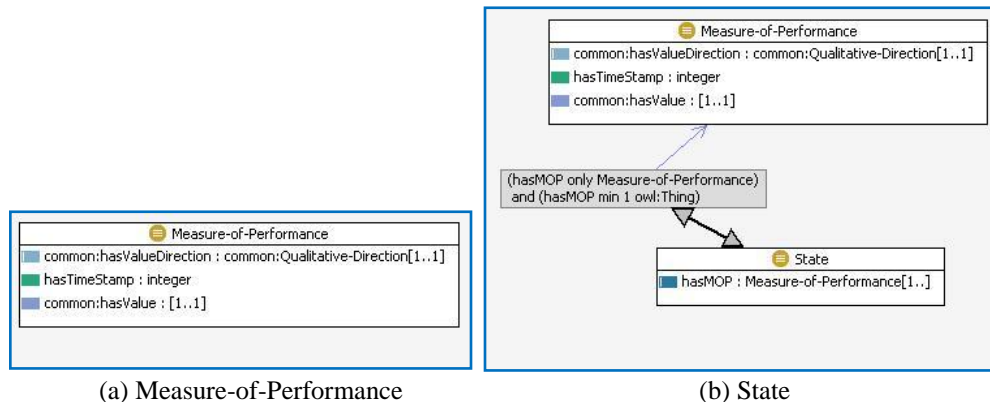 Measure-of-Performance
common:hasValueDirection : common:Qualitative-Direction[1..1]
hasTimeStamp : integer
common:hasValue : [1..1]
(a) Measure-of-Performance
Measure-of-Performance
common:hasValueDirection : common:Qualitative-Direction[1..1]
hasTimeStamp : integer
common:hasValue : [1..1]
(hasMOP only Measure-of-Performance)
and (hasMOP min 1 owl:Thing)
State
hasMOP : Measure-of-Performance[1..]
(b) State